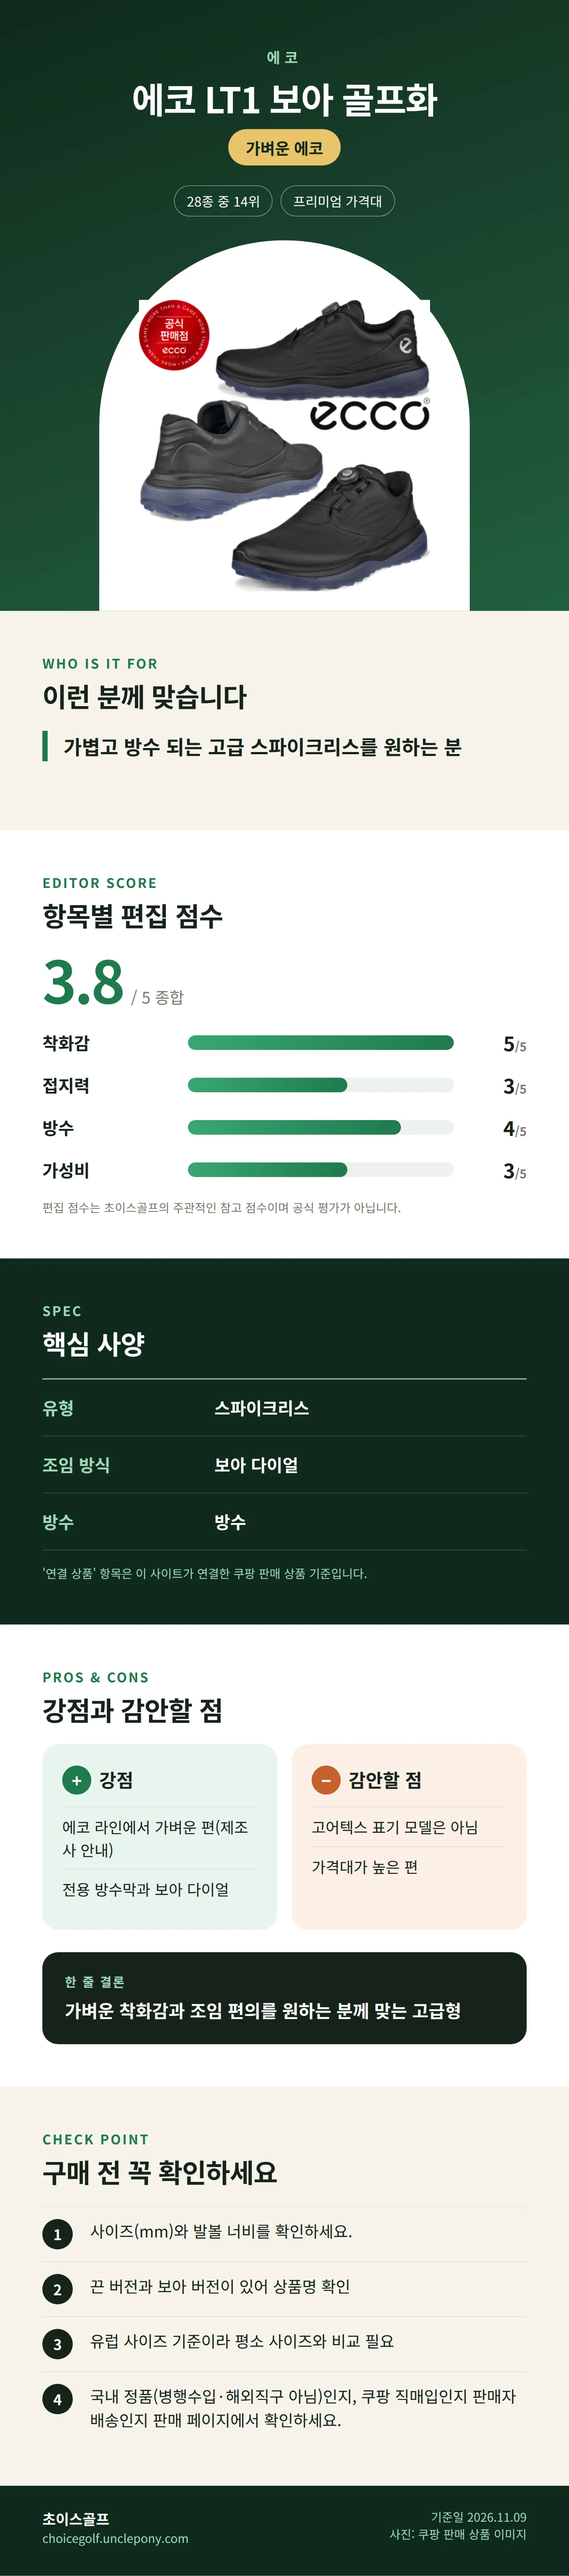 에코
에코 LT1 보아 골프화
가벼운 에코
28종 중 14위
프리미엄 가격대
MORE THAN A GAME • MORE THAN A GAME • MORE THAN A GAME •
공식
판매점
ecco
ecco®
WHO IS IT FOR
이런 분께 맞습니다
가볍고 방수 되는 고급 스파이크리스를 원하는 분
EDITOR SCORE
항목별 편집 점수
3.8 / 5 종합
착화감 5/5
접지력 3/5
방수 4/5
가성비 3/5
편집 점수는 초이스골프의 주관적인 참고 점수이며 공식 평가가 아닙니다.
SPEC
핵심 사양
유형 스파이크리스
조임 방식 보아 다이얼
방수 방수
'연결 상품' 항목은 이 사이트가 연결한 쿠팡 판매 상품 기준입니다.
PROS & CONS
강점과 감안할 점
+ 강점
에코 라인에서 가벼운 편(제조
사 안내)
전용 방수막과 보아 다이얼
− 감안할 점
고어텍스 표기 모델은 아님
가격대가 높은 편
한 줄 결론
가벼운 착화감과 조임 편의를 원하는 분께 맞는 고급형
CHECK POINT
구매 전 꼭 확인하세요
1 사이즈(mm)와 발볼 너비를 확인하세요.
2 끈 버전과 보아 버전이 있어 상품명 확인
3 유럽 사이즈 기준이라 평소 사이즈와 비교 필요
4 국내 정품(병행수입·해외직구 아님)인지, 쿠팡 직매입인지 판매자
배송인지 판매 페이지에서 확인하세요.
초이스골프
choicegolf.unclepony.com
기준일 2026.11.09
사진: 쿠팡 판매 상품 이미지